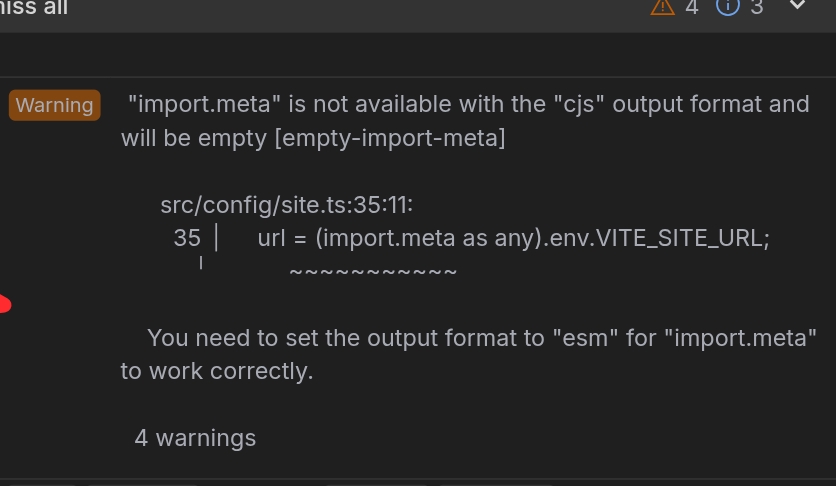 miss all
4 3
Warning
"import.meta" is not available with the "cjs" output format and
will be empty [empty-import-meta]
src/config/site.ts:35:11:
35 │ url = (import.meta as any).env.VITE_SITE_URL;
╵ ~~~~~~~~~~~
You need to set the output format to "esm" for "import.meta"
to work correctly.
4 warnings